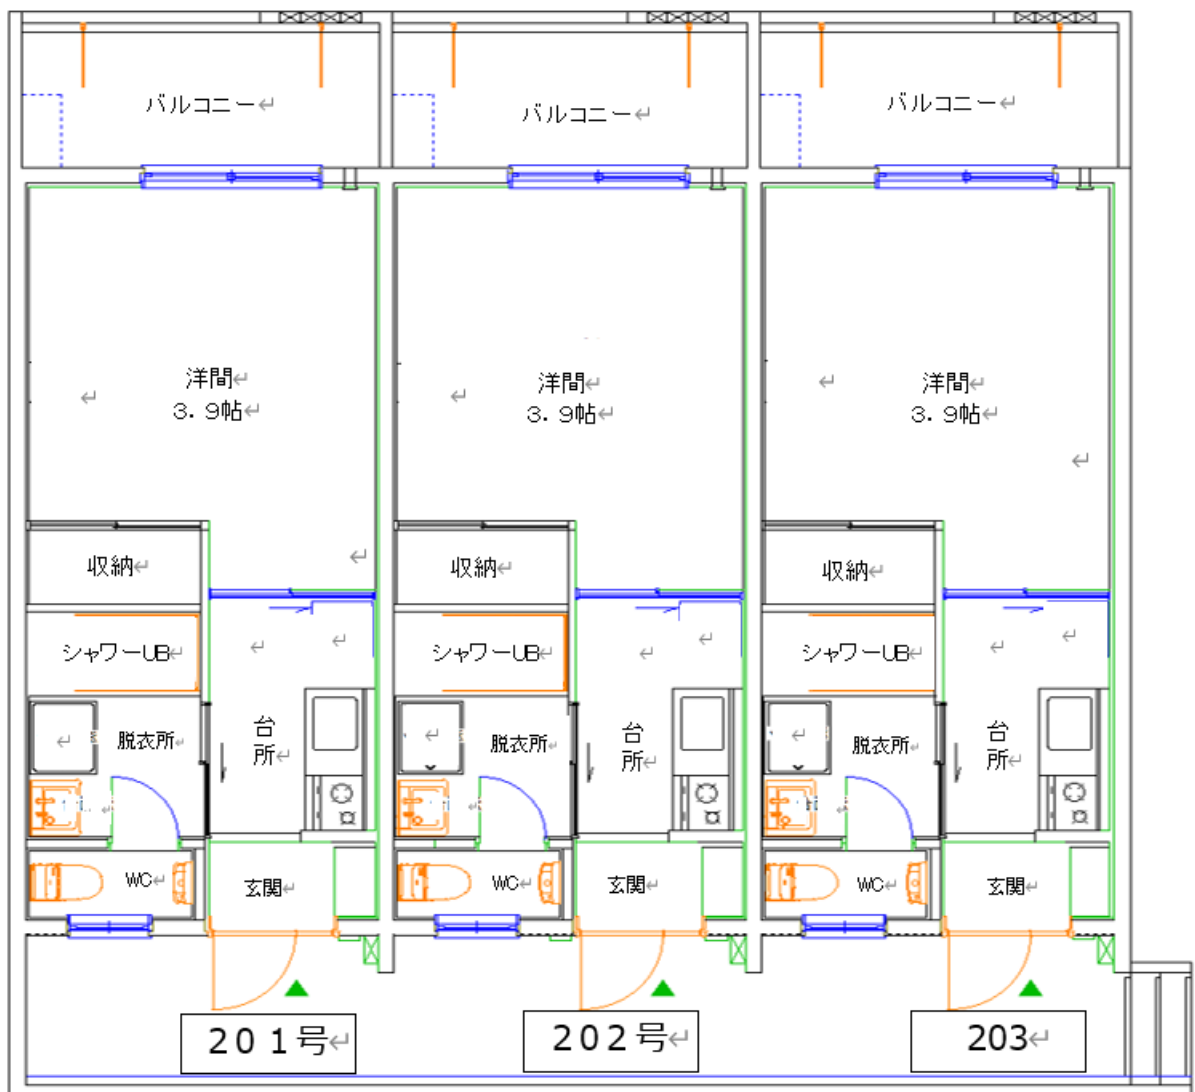 バルコニー↵
バルコニー↵
バルコニー↵
洋間↵
3.9帖↵
洋間↵
3.9帖↵
洋間↵
3.9帖↵
収納↵
収納↵
収納↵
シャワーUB↵
シャワーUB↵
シャワーUB↵
脱衣所↵
台
所↵
脱衣所
台
所↵
脱衣所↵
台
所↵
WC↵
玄関↵
WC↵
玄関↵
WC↵
玄関↵
201号↵
202号↵
203↵